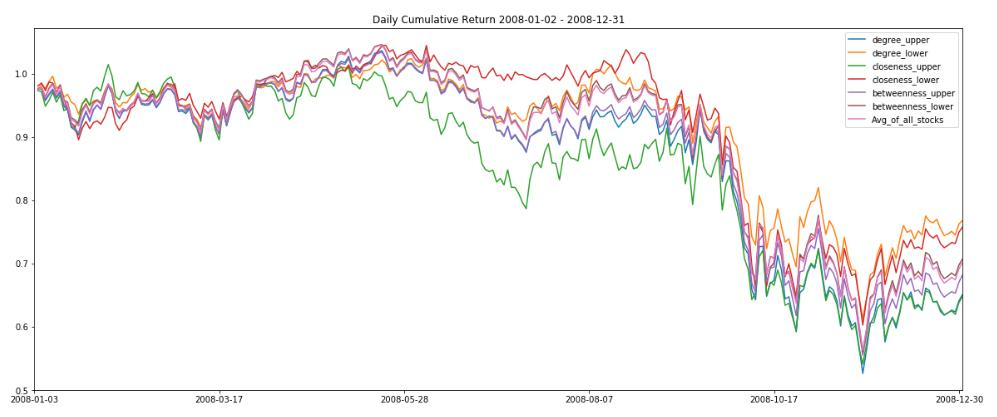 Daily Cumulative Return 2008-01-02 - 2008-12-31
degree_upper
degree_lower
closeness_upper
closeness_lower
betweenness_upper
betweenness_lower
Avg_of_all_stocks
1.0
0.9
0.8
0.7
0.6
0.5
2008-01-03 2008-03-17 2008-05-28 2008-08-07 2008-10-17 2008-12-30